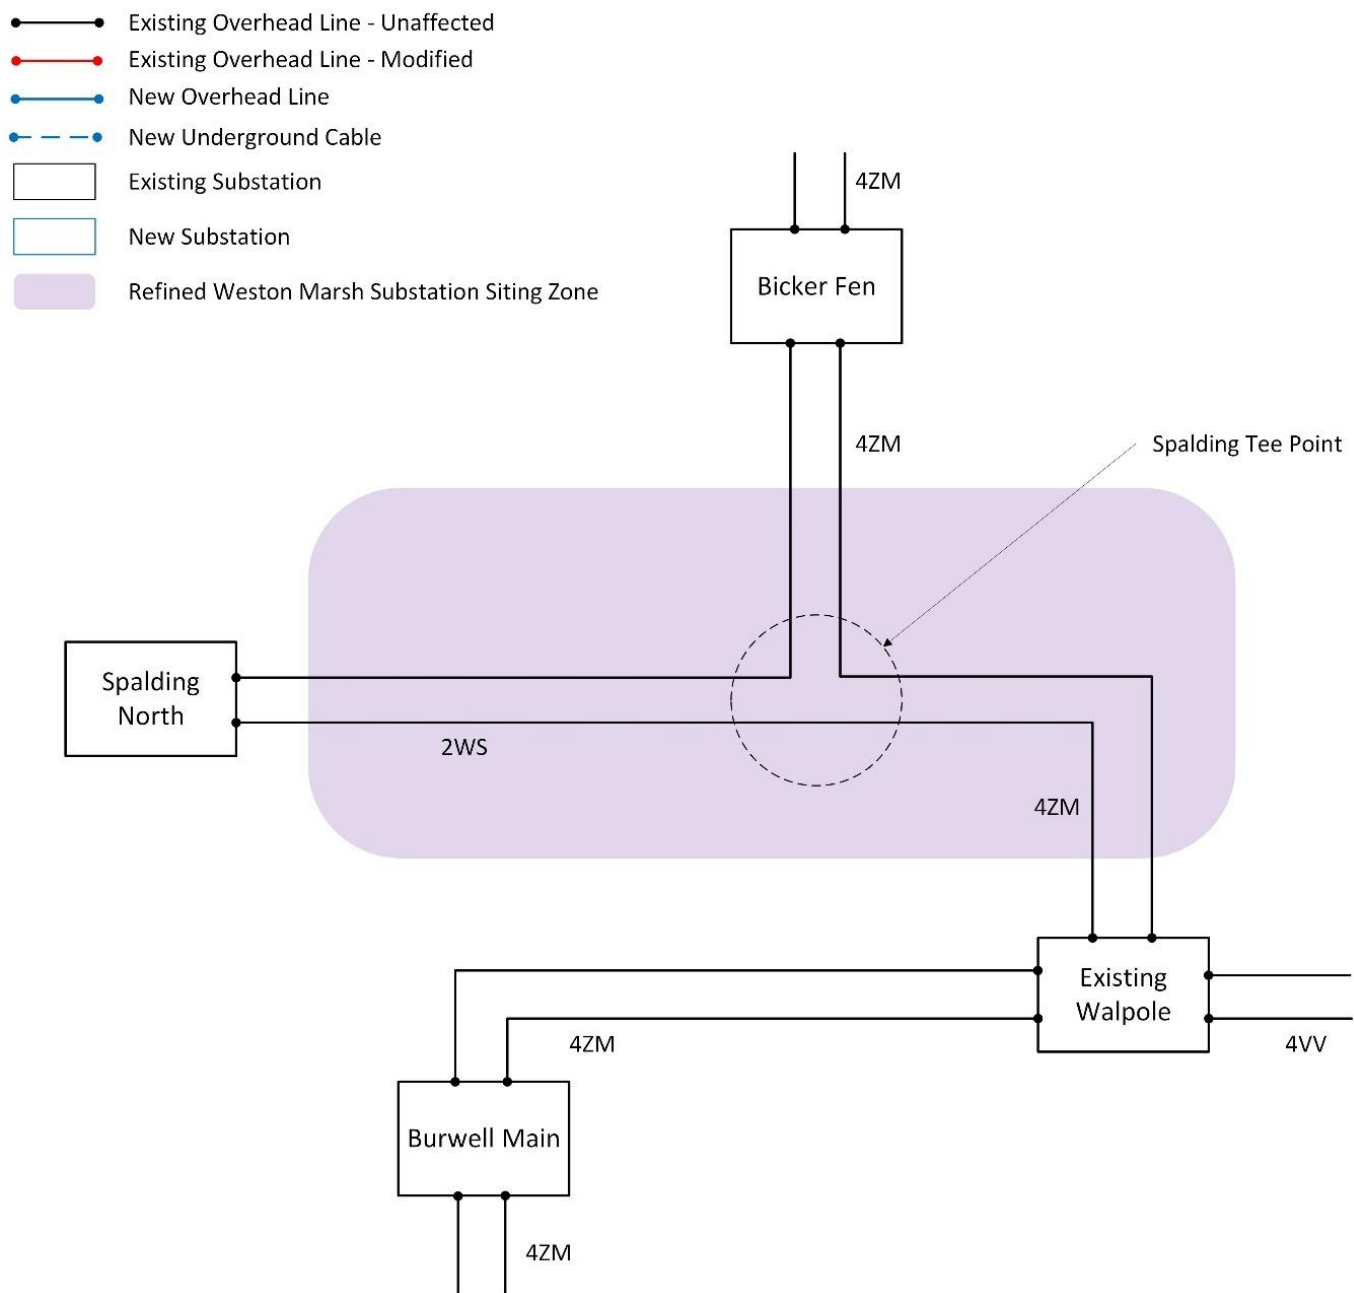 Existing Overhead Line - Unaffected
Existing Overhead Line - Modified
New Overhead Line
New Underground Cable
Existing Substation
New Substation
Refined Weston Marsh Substation Siting Zone
4ZM
Bicker Fen
4ZM
Spalding Tee Point
Spalding
North
2WS
4ZM
Existing
Walpole
4ZM
4VV
Burwell Main
4ZM